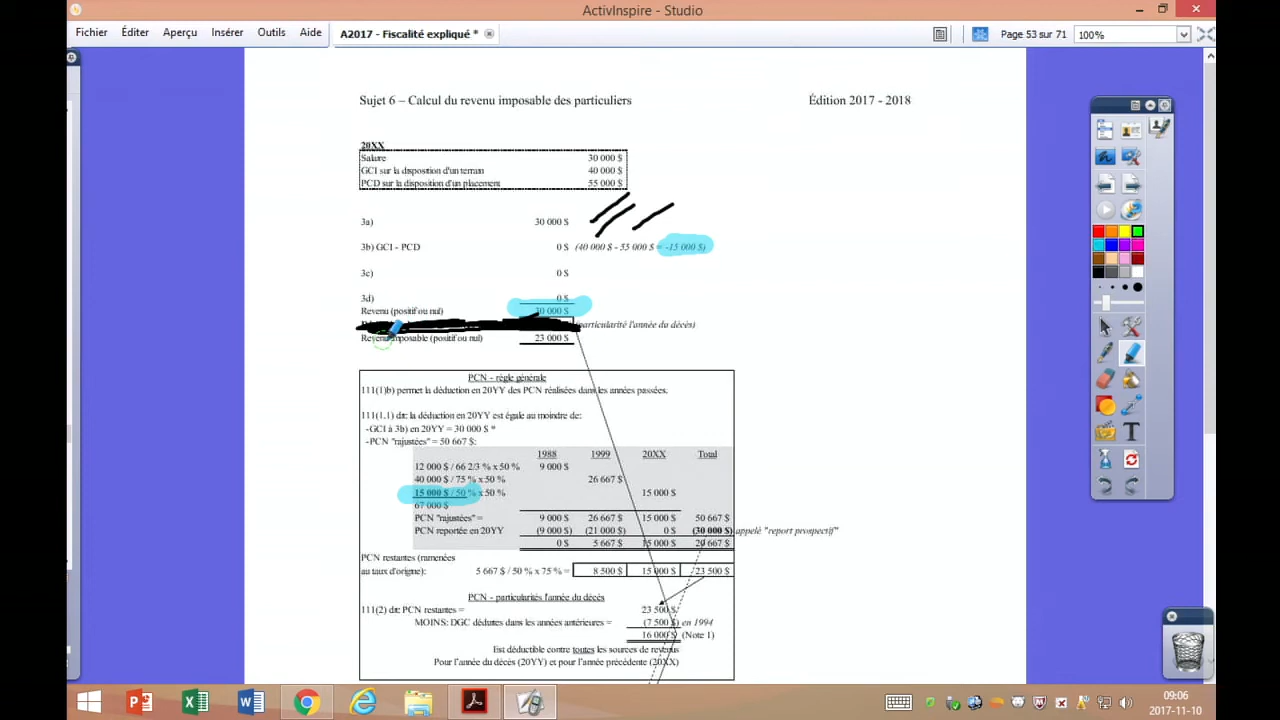 ActivInspire - Studio
Fichier Éditer Aperçu Insérer Outils Aide A2017 - Fiscalité expliqué * Page 53 sur 71 100%
Sujet 6 – Calcul du revenu imposable des particuliers Édition 2017 - 2018
20XX
Salaire 30 000 $
GCI sur la disposition d'un terrain 40 000 $
PCD sur la disposition d'un placement 55 000 $
3a) 30 000 $
3b) GCI - PCD 0 $ (40 000 $ - 55 000 $ = -15 000 $)
3c) 0 $
3d) 0 $
Revenu (positif ou nul) 30 000 $
(particularité l'année du décès)
Revenu imposable (positif ou nul) 23 000 $
PCN - règle générale
111(1)b) permet la déduction en 20YY des PCN réalisées dans les années passées.
111(1.1) dit: la déduction en 20YY est égale au moindre de:
-GCI à 3b) en 20YY = 30 000 $ *
-PCN "rajustées" = 50 667 $:
1988 1999 20XX Total
12 000 $ / 66 2/3 % x 50 % 9 000 $
40 000 $ / 75 % x 50 % 26 667 $
15 000 $ / 50 % x 50 % 15 000 $
67 000 $
PCN "rajustées" = 9 000 $ 26 667 $ 15 000 $ 50 667 $
PCN reportée en 20YY (9 000 $) (21 000 $) 0 $ (30 000 $) appelé "report prospectif"
0 $ 5 667 $ 15 000 $ 20 667 $
PCN restantes (ramenées
au taux d'origine): 5 667 $ / 50 % x 75 % = 8 500 $ 15 000 $ 23 500 $
PCN - particularités l'année du décès
111(2) dit: PCN restantes = 23 500 $
MOINS: DGC déduites dans les années antérieures = (7 500 $) en 1994
16 000 $ (Note 1)
Est déductible contre toutes les sources de revenus
Pour l'année du décès (20YY) et pour l'année précédente (20XX)
09:06
2017-11-10